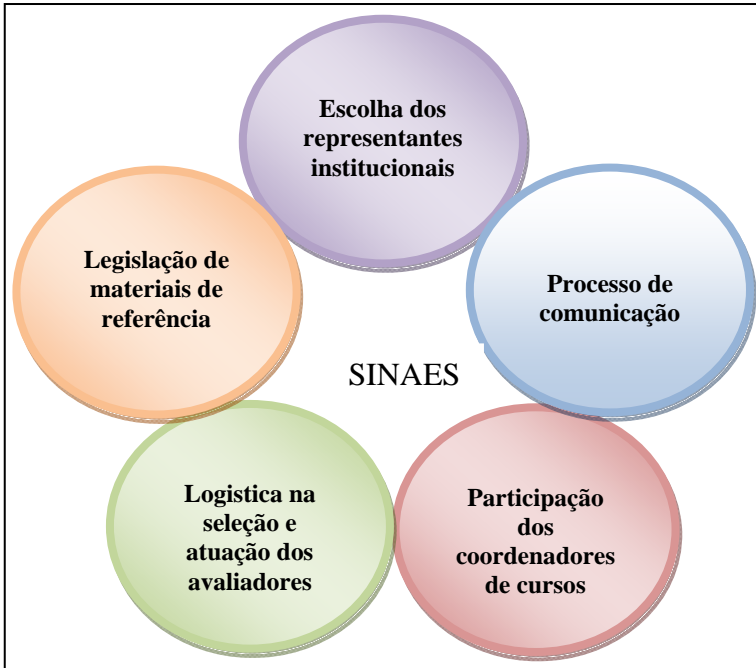 Escolha dos
representantes
institucionais
Legislação de
materiais de
referência
Processo de
comunicação
SINAES
Logistica na
seleção e
atuação dos
avaliadores
Participação
dos
coordenadores
de cursos